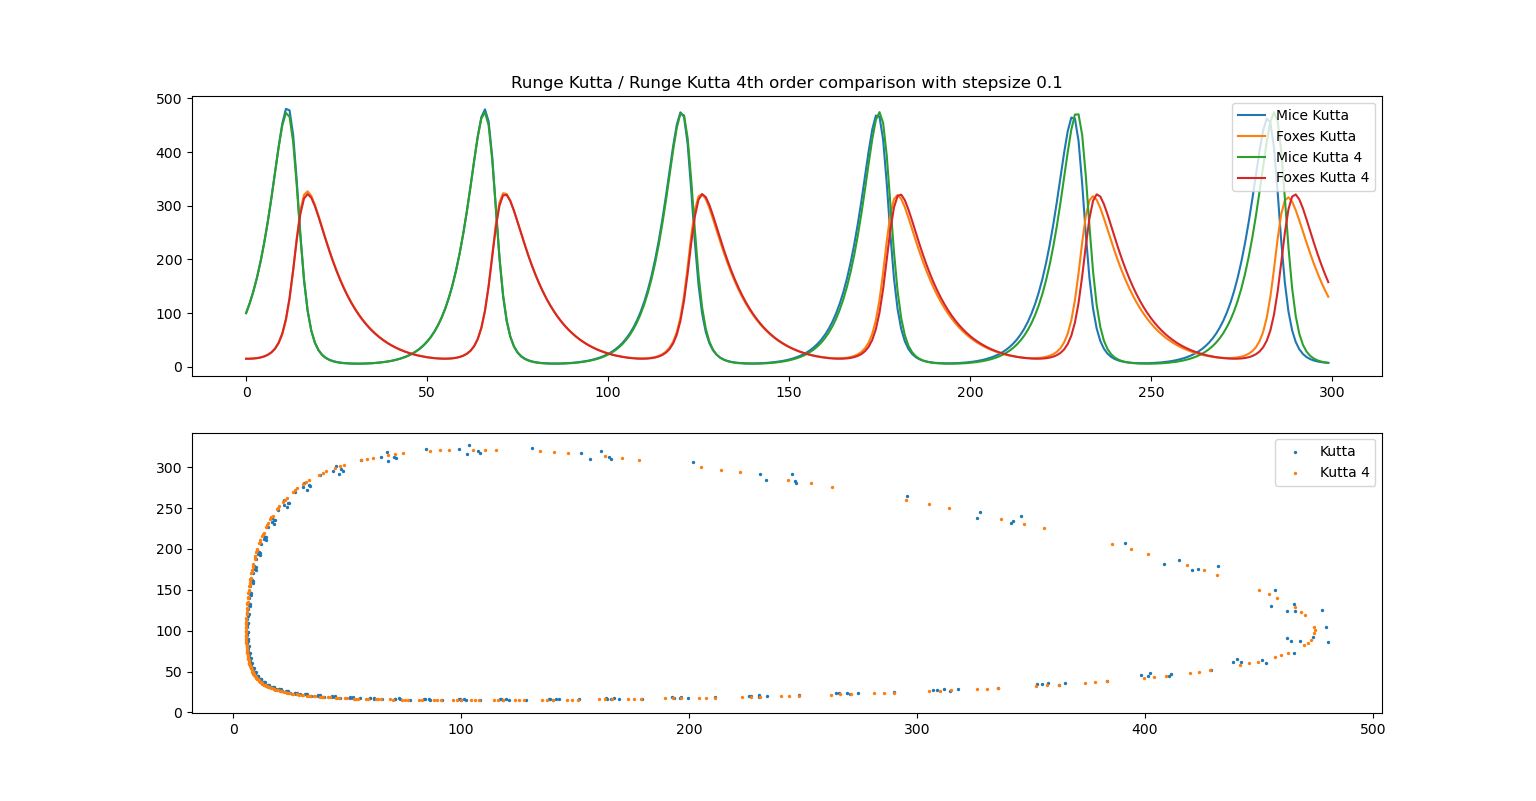 Runge Kutta / Runge Kutta 4th order comparison with stepsize 0.1
500
400
300
200
100
0
Mice Kutta
Foxes Kutta
Mice Kutta 4
Foxes Kutta 4
0 50 100 150 200 250 300
300
250
200
150
100
50
0
Kutta
Kutta 4
0 100 200 300 400 500